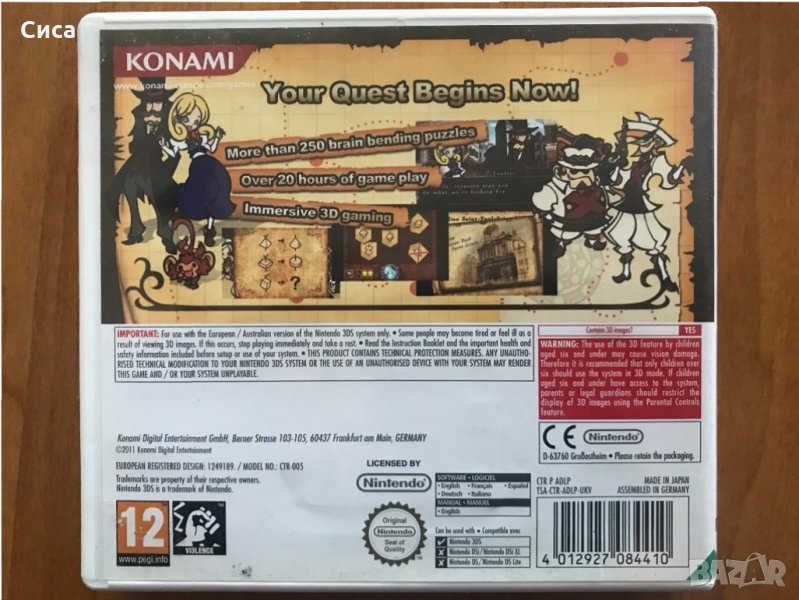 Сиса
KONAMI
www.konami-europe.com/games
Your Quest Begins Now!
More than 250 brain bending puzzles
Over 20 hours of game play
Immersive 3D gaming
?
IMPORTANT: For use with the European / Australian version of the Nintendo 3DS system only. • Some people may become tired or feel ill as a
result of viewing 3D images. If this occurs, stop playing immediately and take a rest. • Read the Instruction Booklet and the important health and
safety information included before setup or use of your system. • THIS PRODUCT CONTAINS TECHNICAL PROTECTION MEASURES. ANY UNAUTHO-
RISED TECHNICAL MODIFICATION TO YOUR NINTENDO 3DS SYSTEM OR THE USE OF AN UNAUTHORISED DEVICE WITH YOUR SYSTEM MAY RENDER
THIS GAME AND / OR YOUR SYSTEM UNPLAYABLE.
Contains 3D images? YES
WARNING: The use of the 3D feature by children
aged six and under may cause vision damage.
Therefore it is recommended that only children over
six should use the system in 3D mode. If children
aged six and under have access to the system,
parents or legal guardians should restrict the
display of 3D images using the Parental Controls
feature.
Konami Digital Entertainment GmbH, Berner Strasse 103-105, 60437 Frankfurt am Main, GERMANY
©2011 Konami Digital Entertainment
EUROPEAN REGISTERED DESIGN: 1249189. / MODEL NO.: CTR-005
Trademarks are property of their respective owners.
Nintendo 3DS is a trademark of Nintendo.
CE Nintendo
D-63760 Großostheim • Please retain the packaging.
LICENSED BY
Nintendo
SOFTWARE • LOGICIEL
• English • Français • Español
• Deutsch • Italiano
MANUAL • MANUEL
• English
CTR P ADLP
TSA-CTR-ADLP-UKV
MADE IN JAPAN
ASSEMBLED IN GERMANY
12
www.pegi.info
VIOLENCE
Original
Nintendo
Seal of
Quality
Can be used with • Compatible avec
Nintendo 3DS
Nintendo DSi/Nintendo DSi XL
Nintendo DS/Nintendo DS Lite
4 012927 084410
BAZAR